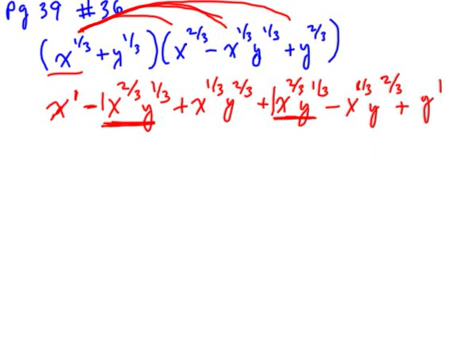 Pg 39 #36
(x^{1/3} + y^{1/3})(x^{2/3} - x^{1/3}y^{1/3} + y^{2/3})
x^1 - 1x^{2/3}y^{1/3} + x^{1/3}y^{2/3} + 1x^{2/3}y^{1/3} - x^{1/3}y^{2/3} + y^1